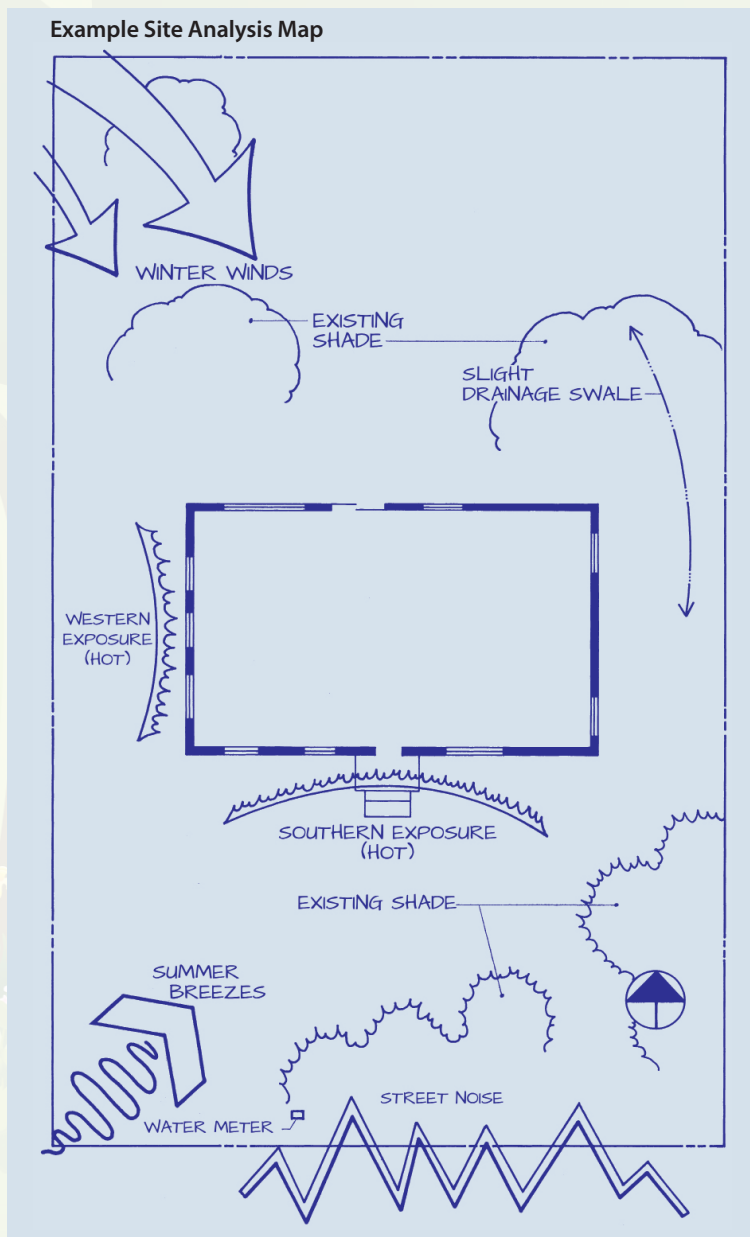 Example Site Analysis Map
WINTER WINDS
EXISTING
SHADE
SLIGHT
DRAINAGE SWALE
WESTERN
EXPOSURE
(HOT)
SOUTHERN EXPOSURE
(HOT)
EXISTING SHADE
SUMMER
BREEZES
STREET NOISE
WATER METER